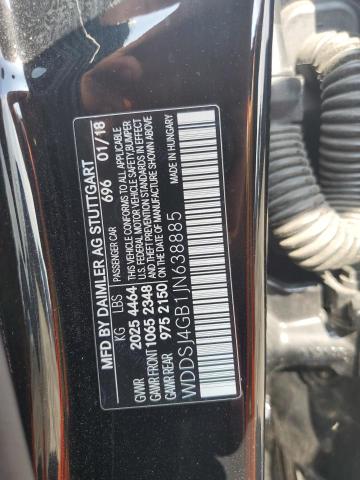 MFD BY DAIMLER AG STUTTGART
PASSENGER CAR 696 01/18
KG LBS
GVWR 2025 4464
GAWR FRONT 1065 2348
GAWR REAR 975 2150
THIS VEHICLE CONFORMS TO ALL APPLICABLE
U.S. FEDERAL MOTOR VEHICLE SAFETY, BUMPER
AND THEFT PREVENTION STANDARDS IN EFFECT
ON THE DATE OF MANUFACTURE SHOWN ABOVE.
MADE IN HUNGARY
WDDSJ4GB1JN638885